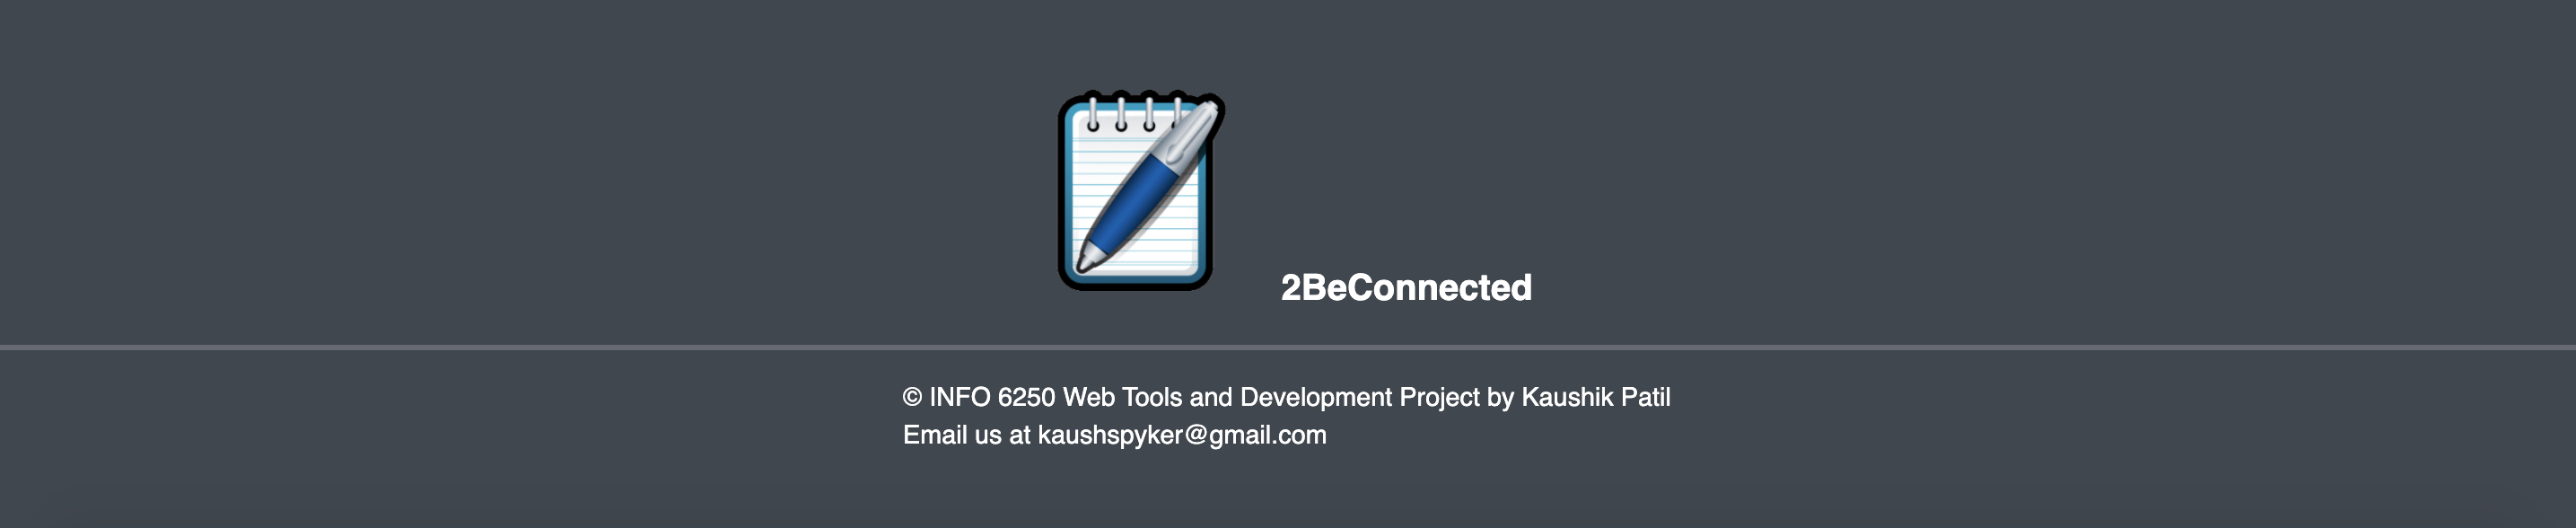 2BeConnected
© INFO 6250 Web Tools and Development Project by Kaushik Patil
Email us at kaushspyker@gmail.com